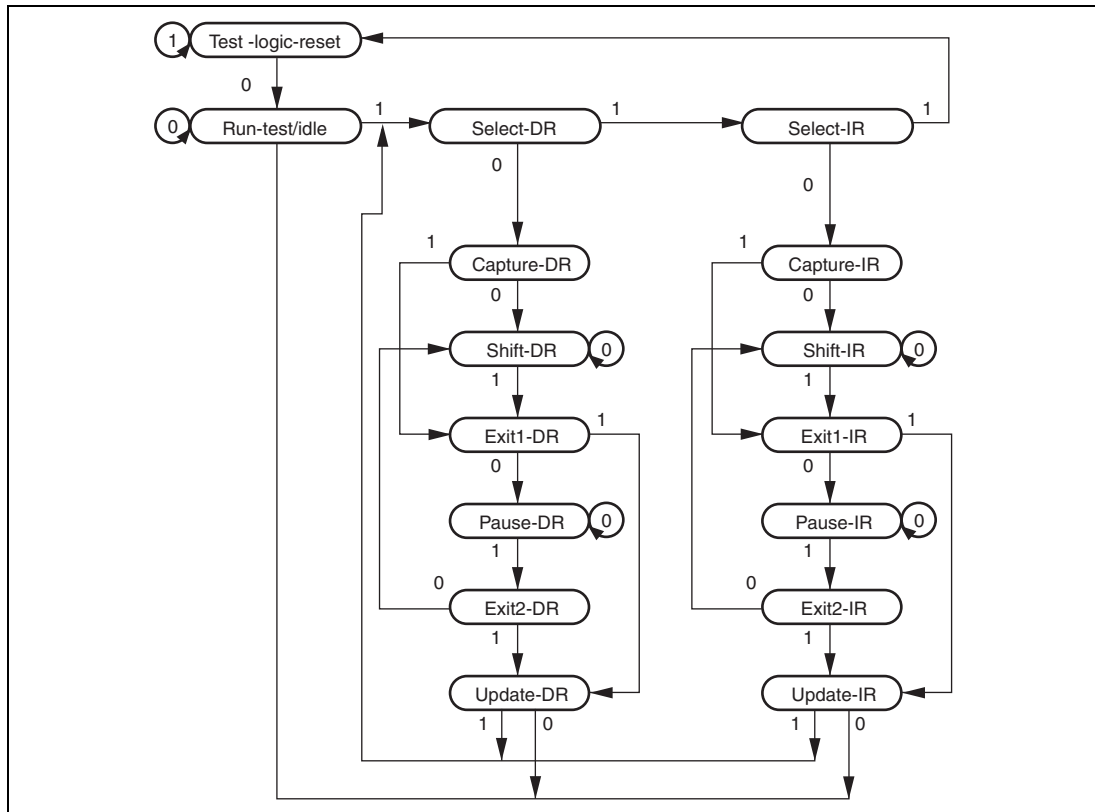 1 Test -logic-reset
0
0 Run-test/idle 1 Select-DR 1 Select-IR 1
0 0
1 1
Capture-DR Capture-IR
0 0
Shift-DR 0 Shift-IR 0
1 1
Exit1-DR 1 Exit1-IR 1
0 0
Pause-DR 0 Pause-IR 0
1 1
0 0
Exit2-DR Exit2-IR
1 1
Update-DR Update-IR
1 0 1 0